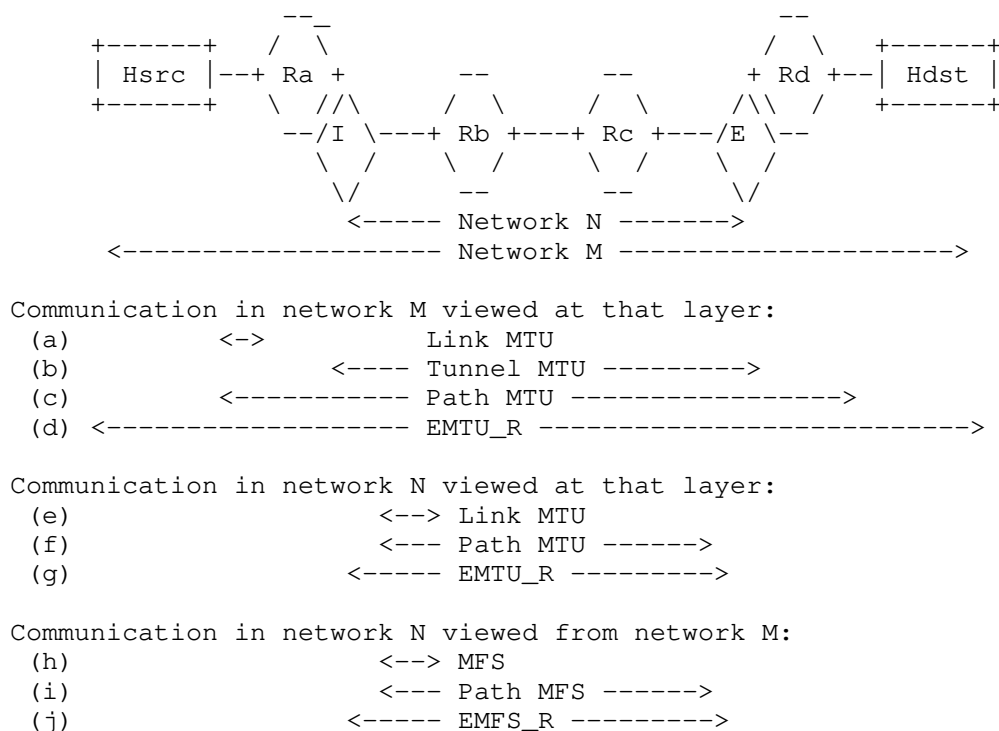 --_                                  --
      +------+   /   \                                /  \   +------+
      | Hsrc |--+ Ra +        --        --         + Rd +--| Hdst |
      +------+   \  //\      /  \      /  \       /\\  /   +------+
                  --/I \---+ Rb +---+ Rc +---/E \--
                    \  /     \  /      \  /      \  /
                     \/       --        --        \/
                      <----- Network N ------->
       <------------------- Network M -------------------->
Communication in network M viewed at that layer:
 (a)          <->           Link MTU
 (b)                 <---- Tunnel MTU --------->
 (c)          <----------- Path MTU ----------------->
 (d) <------------------- EMTU_R --------------------------->
Communication in network N viewed at that layer:
 (e)                    <--> Link MTU
 (f)                    <--- Path MTU ------>
 (g)                  <----- EMTU_R --------->
Communication in network N viewed from network M:
 (h)                    <--> MFS
 (i)                    <--- Path MFS ------>
 (j)                  <----- EMFS_R --------->